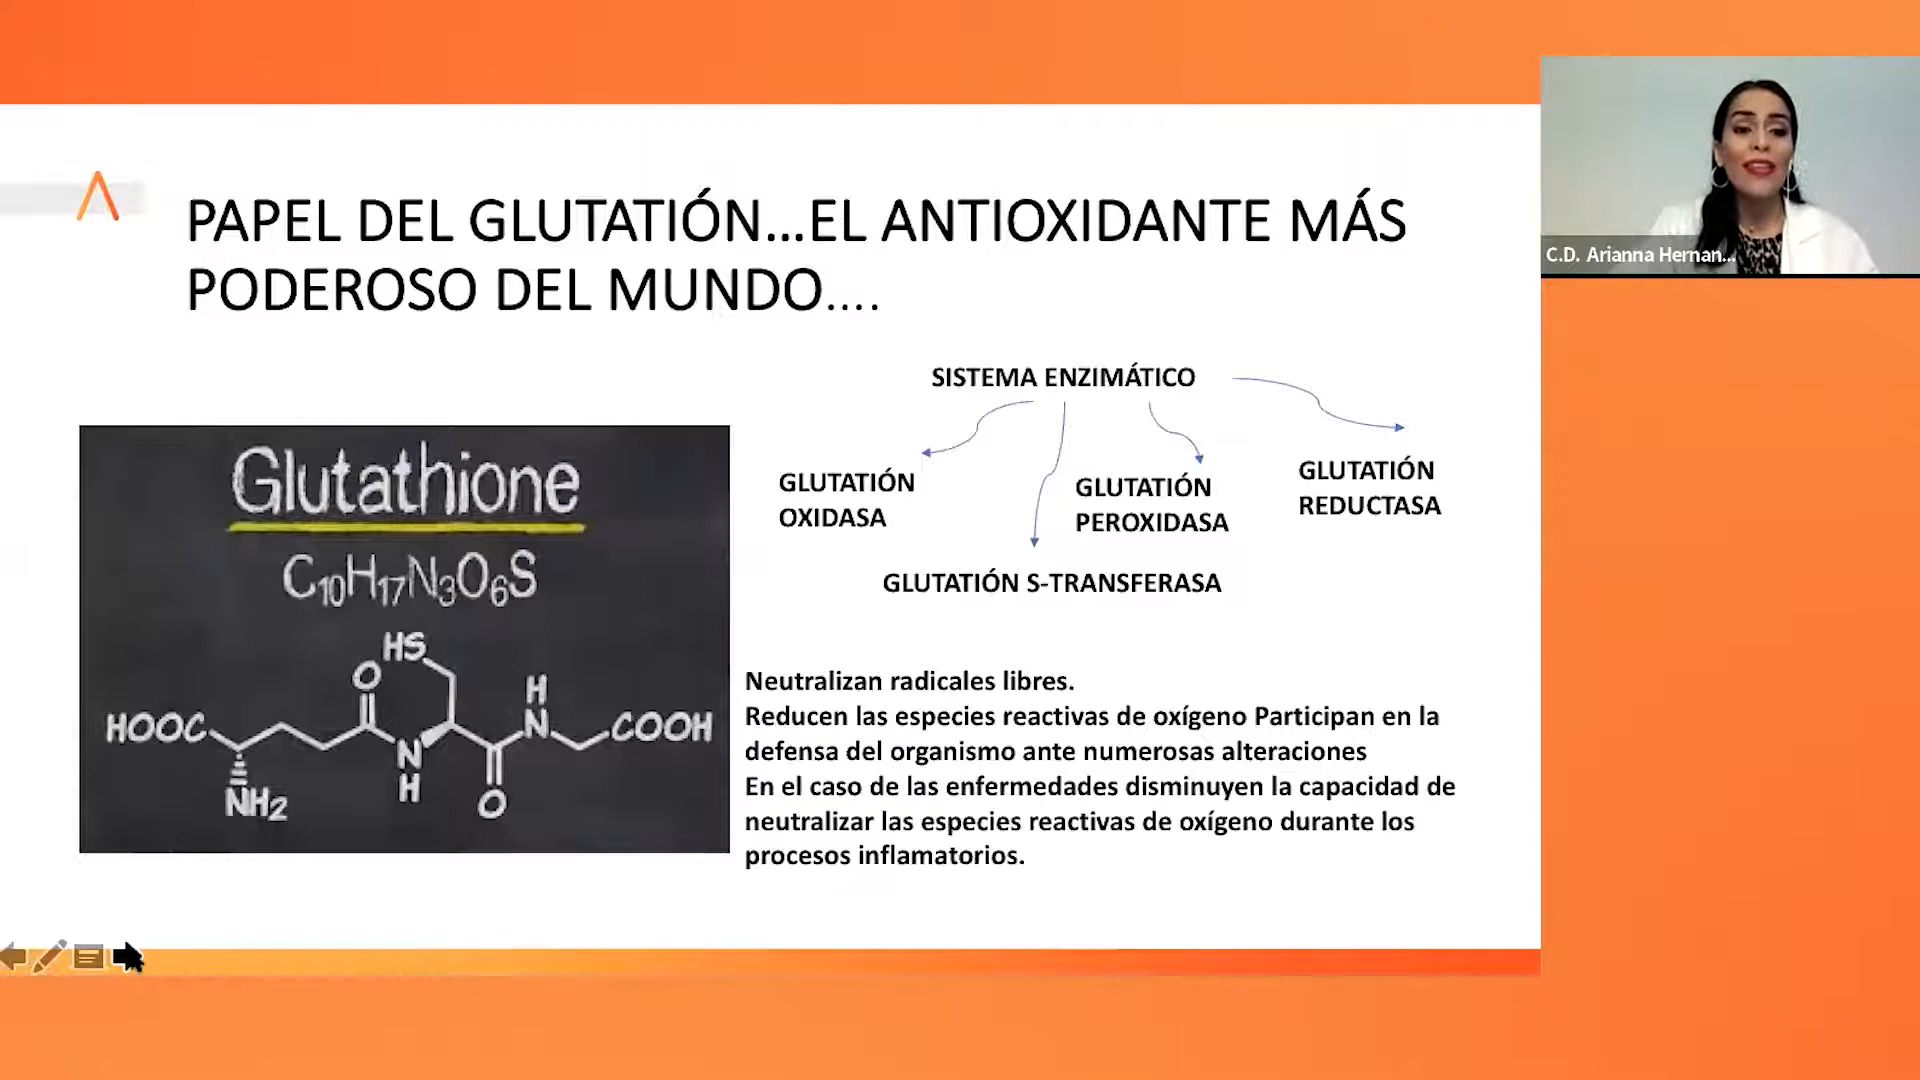 PAPEL DEL GLUTATIÓN...EL ANTIOXIDANTE MÁS
PODEROSO DEL MUNDO....
C.D. Arianna Hernan...
SISTEMA ENZIMÁTICO
GLUTATIÓN
OXIDASA
GLUTATIÓN
PEROXIDASA
GLUTATIÓN
REDUCTASA
GLUTATIÓN S-TRANSFERASA
Glutathione
C₁₀H₁₇N₃O₆S
HS
O
H
HOOC
N
COOH
N
H
NH₂
O
Neutralizan radicales libres.
Reducen las especies reactivas de oxígeno Participan en la
defensa del organismo ante numerosas alteraciones
En el caso de las enfermedades disminuyen la capacidad de
neutralizar las especies reactivas de oxígeno durante los
procesos inflamatorios.